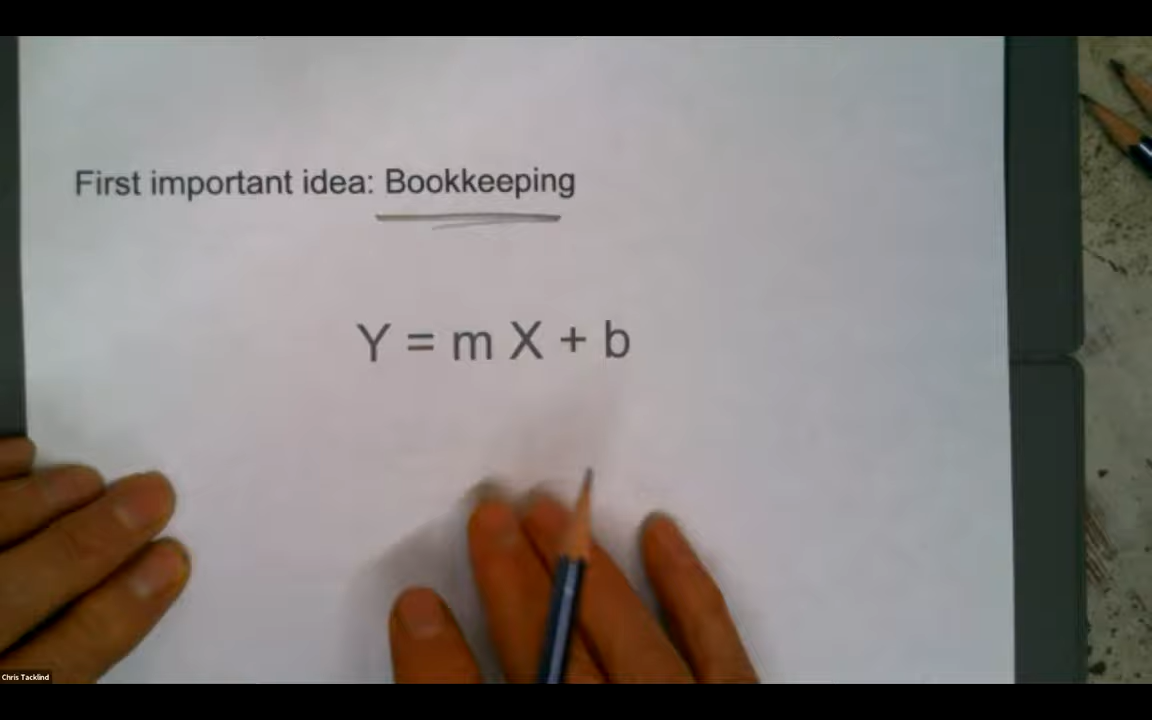 First important idea: Bookkeeping
Y = m X + b
Chris Tacklind